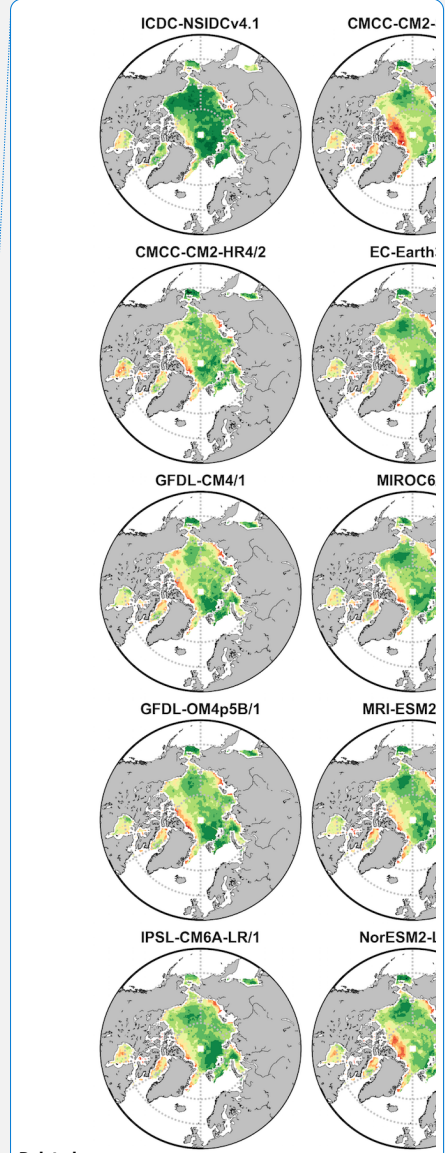 ICDC-NSIDCv4.1 CMCC-CM2-
CMCC-CM2-HR4/2 EC-Earth
GFDL-CM4/1 MIROC6
GFDL-OM4p5B/1 MRI-ESM2
IPSL-CM6A-LR/1 NorESM2-L